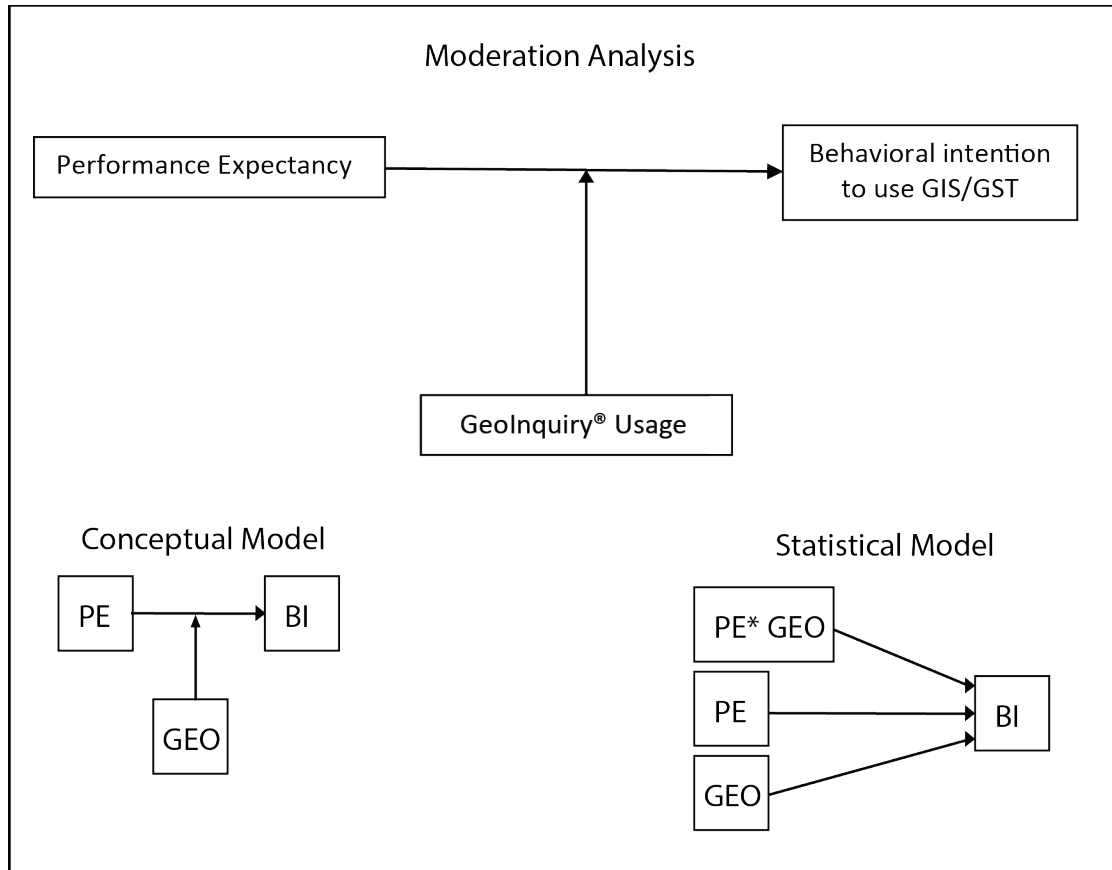 Moderation Analysis
Performance Expectancy
Behavioral intention
to use GIS/GST
GeoInquiry® Usage
Conceptual Model
PE
BI
GEO
Statistical Model
PE* GEO
PE
GEO
BI